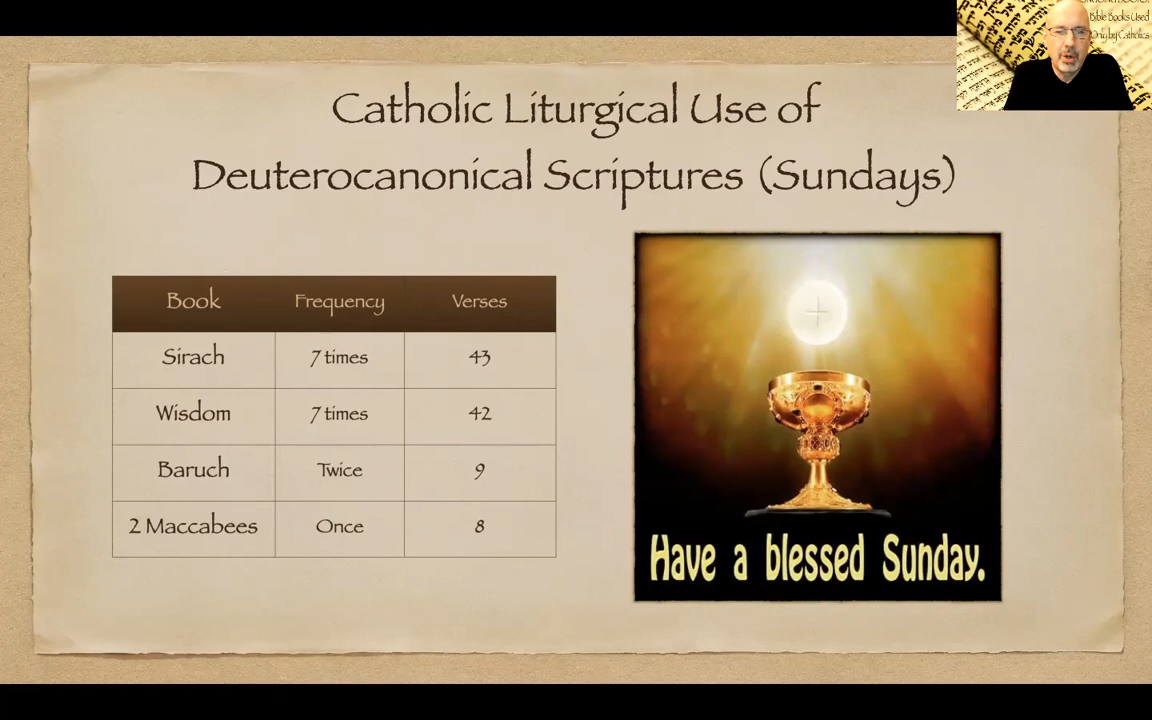 Bible Books Used
Only by Catholics
Catholic Liturgical Use of
Deuterocanonical Scriptures (Sundays)
Book Frequency Verses
Sirach 7 times 43
Wisdom 7 times 42
Baruch Twice 9
2 Maccabees Once 8
Have a blessed Sunday.